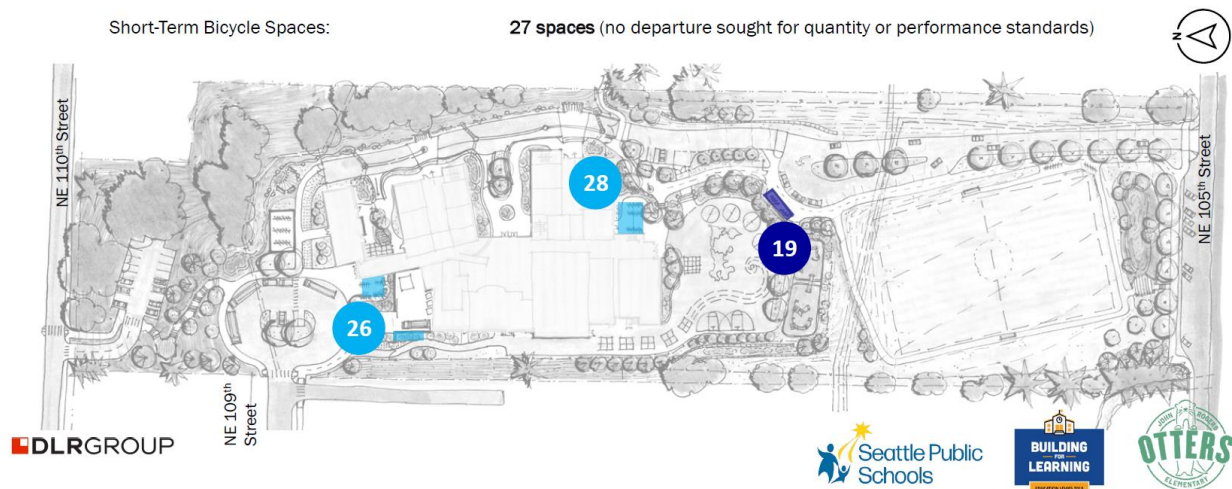 Short-Term Bicycle Spaces:
27 spaces (no departure sought for quantity or performance standards)
N
NE 110th Street
28
19
26
NE 105th Street
NE 109th
Street
DLRGROUP
Seattle Public
Schools
BUILDING
FOR
LEARNING
JOHN ROGERS
OTTERS
ELEMENTARY